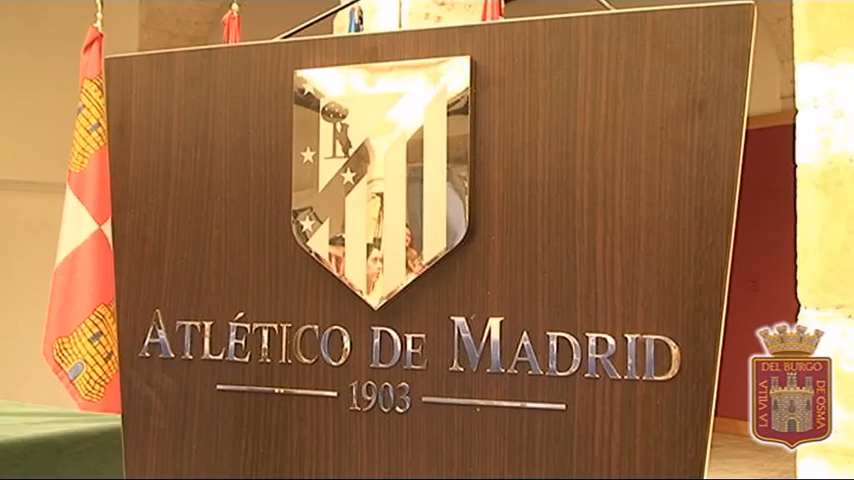 ATLÉTICO DE MADRID
1903
LA VILLA DEL BURGO DE OSMA